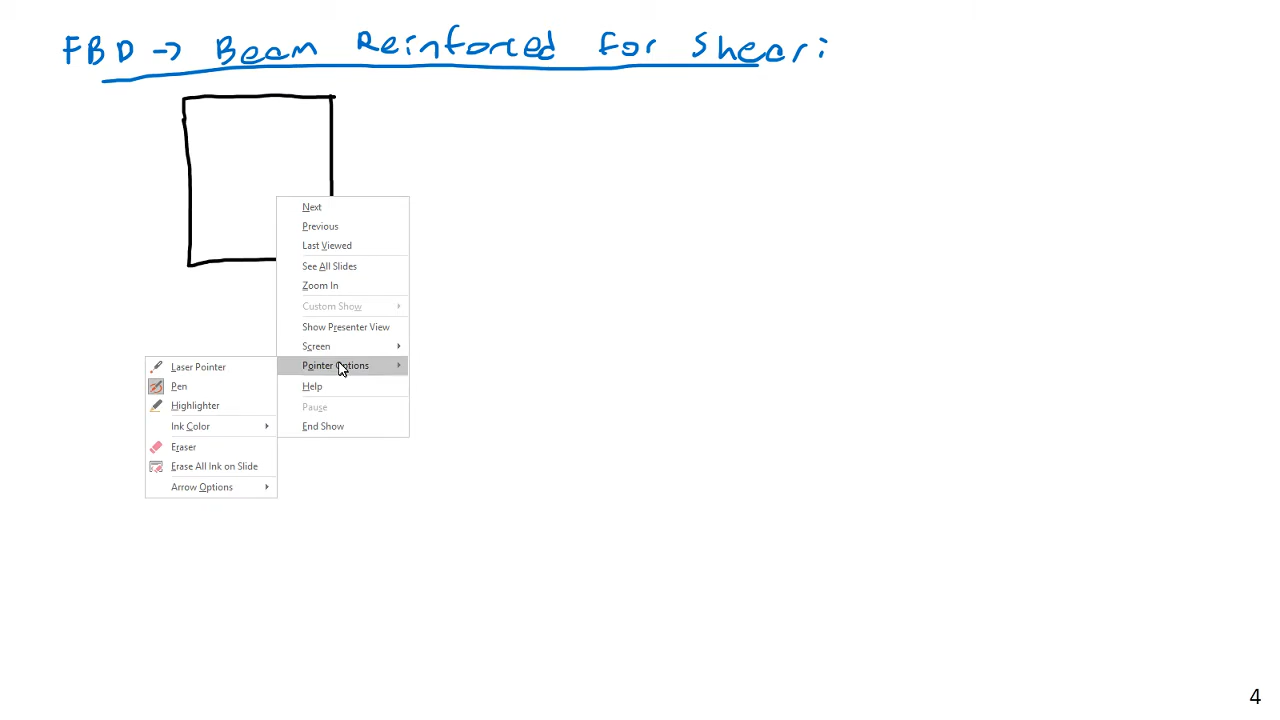 FBD → Beam Reinforced for Shear:
Next
Previous
Last Viewed
See All Slides
Zoom In
Custom Show
Show Presenter View
Screen
Pointer Options
Help
Pause
End Show
Laser Pointer
Pen
Highlighter
Ink Color
Eraser
Erase All Ink on Slide
Arrow Options
4